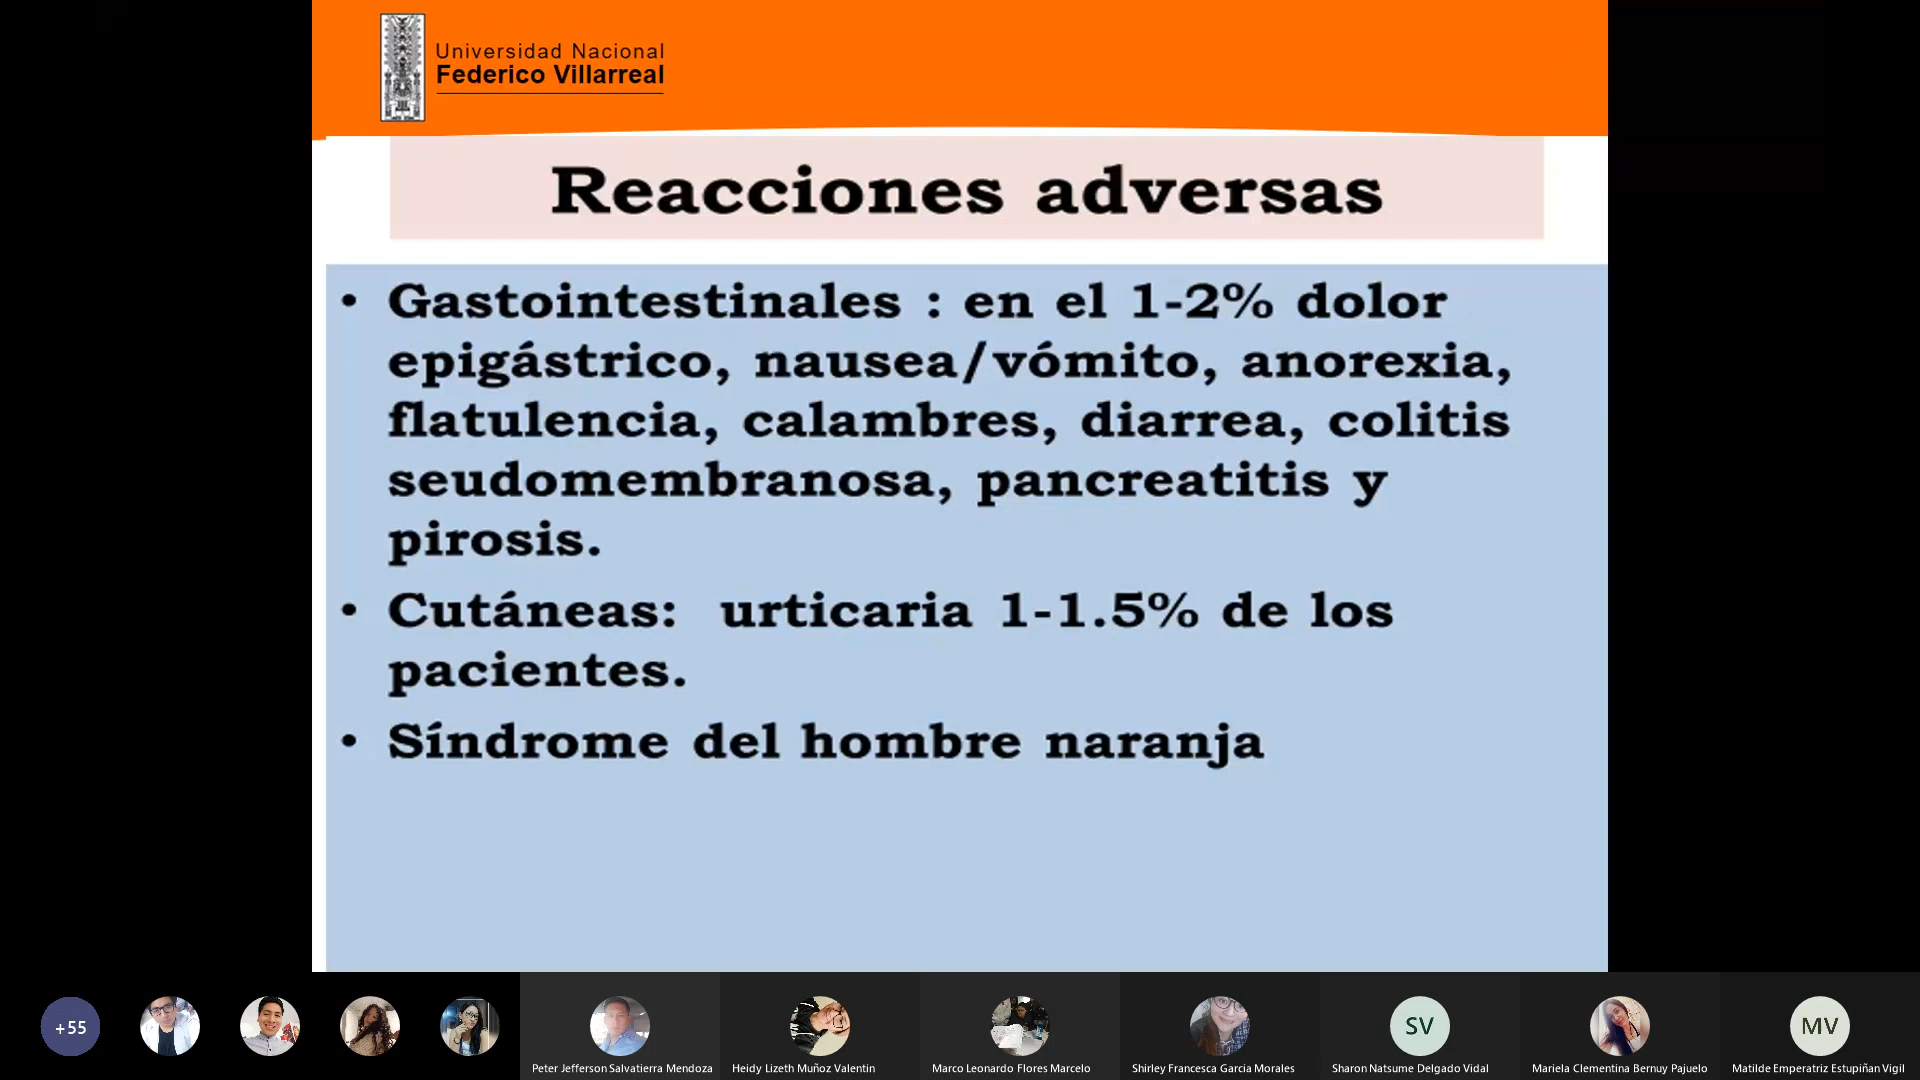 Universidad Nacional
Federico Villarreal
Reacciones adversas
• Gastointestinales : en el 1-2% dolor
epigástrico, nausea/vómito, anorexia,
flatulencia, calambres, diarrea, colitis
seudomembranosa, pancreatitis y
pirosis.
• Cutáneas: urticaria 1-1.5% de los
pacientes.
• Síndrome del hombre naranja
+55
SV
MV
Peter Jefferson Salvatierra Mendoza
Heidy Lizeth Muñoz Valentin
Marco Leonardo Flores Marcelo
Shirley Francesca Garcia Morales
Sharon Natsume Delgado Vidal
Mariela Clementina Bernuy Pajuelo
Matilde Emperatriz Estupiñan Vigil